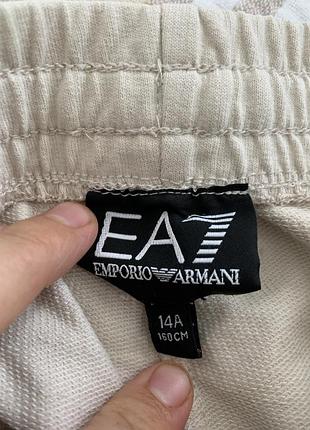 EA7
EMPORIO ARMANI
14A
160CM